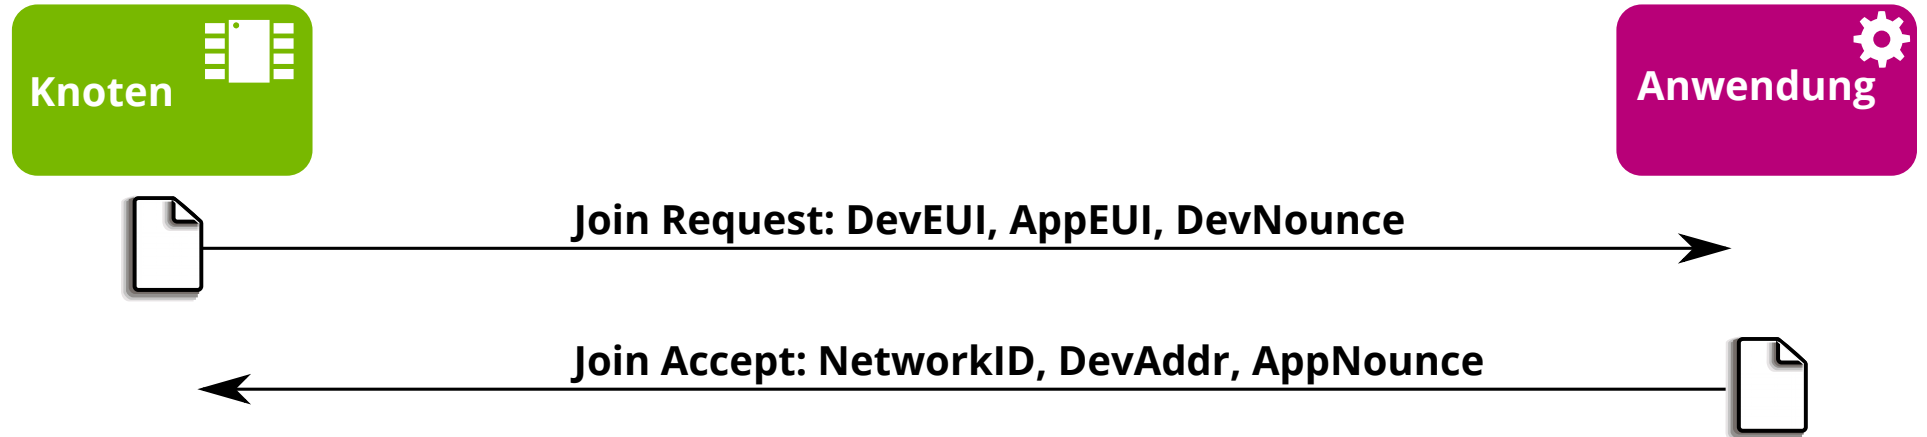 Knoten
Anwendung
Join Request: DevEUI, AppEUI, DevNounce
Join Accept: NetworkID, DevAddr, AppNounce